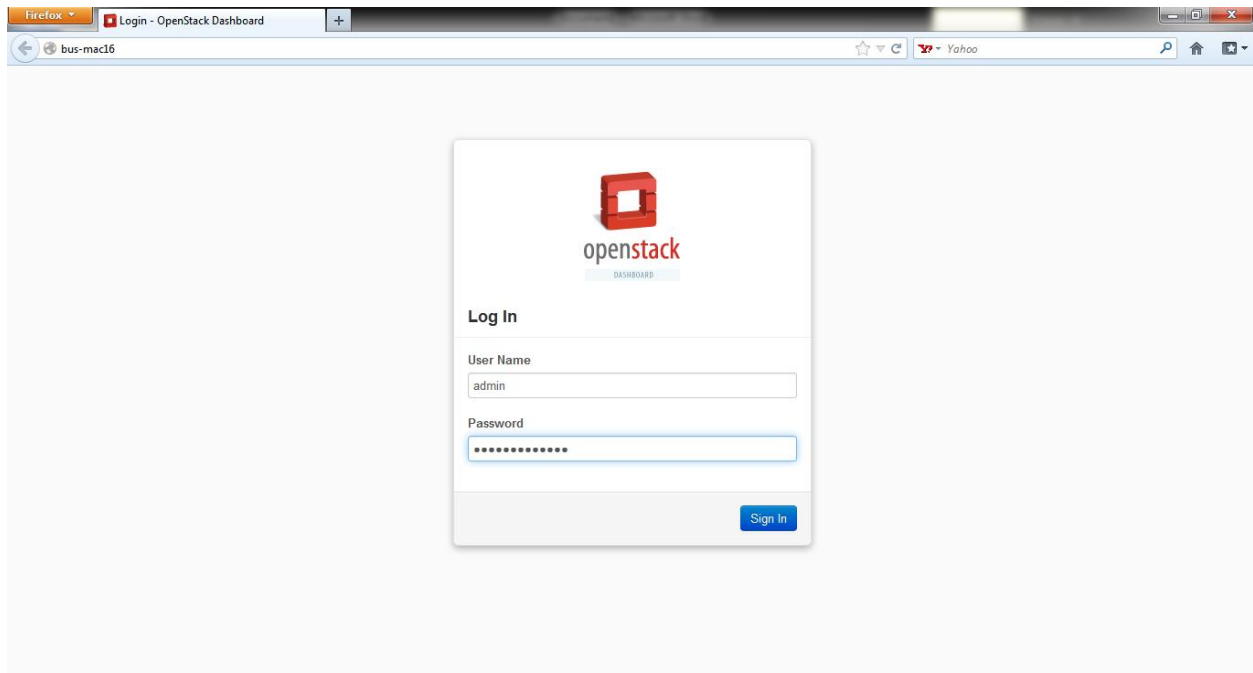 Firefox
Login - OpenStack Dashboard
+
bus-mac16
Yahoo
openstack
DASHBOARD
Log In
User Name
admin
Password
•••••••••••••
Sign In